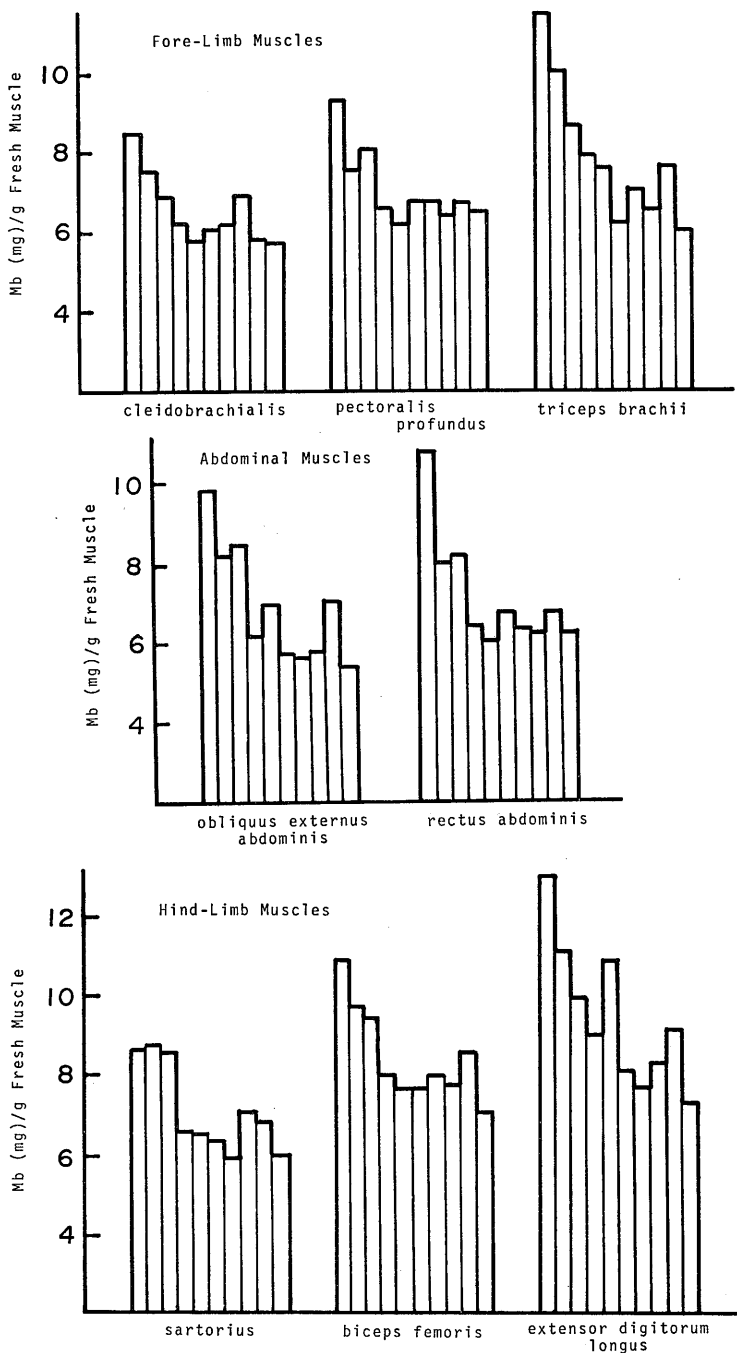 Fore-Limb Muscles
Mb (mg)/g Fresh Muscle
10
8
6
4
cleidobrachialis
pectoralis
profundus
triceps brachii
Abdominal Muscles
Mb (mg)/g Fresh Muscle
10
8
6
4
obliquus externus
abdominis
rectus abdominis
Hind-Limb Muscles
Mb (mg)/g Fresh Muscle
12
10
8
6
4
sartorius
biceps femoris
extensor digitorum
longus